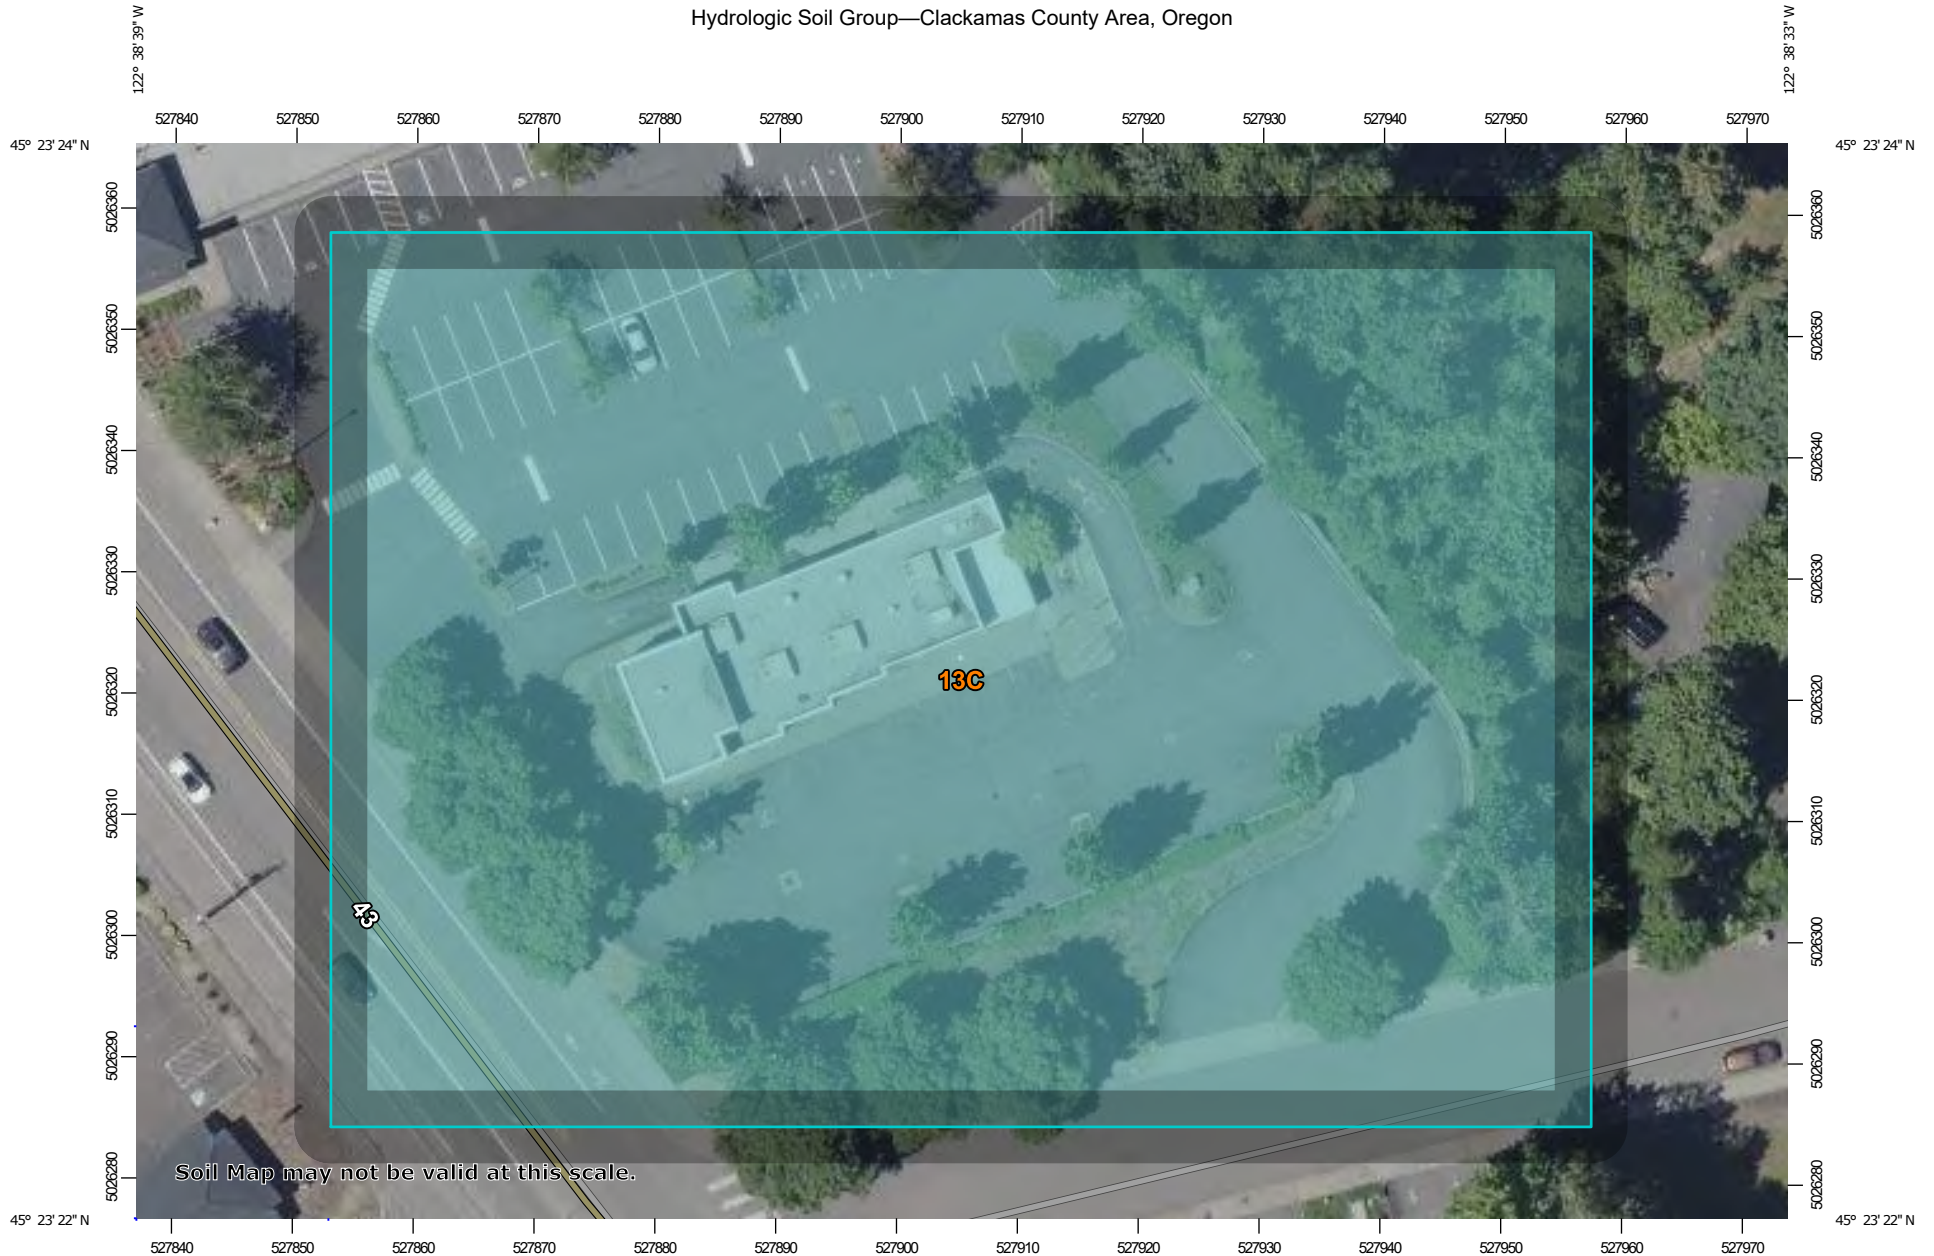 Hydrologic Soil Group—Clackamas County Area, Oregon
122° 38' 39" W
122° 38' 33" W
527840 527850 527860 527870 527880 527890 527900 527910 527920 527930 527940 527950 527960 527970
45° 23' 24" N
45° 23' 24" N
5026360
5026360
5026350
5026350
5026340
5026340
5026330
5026330
5026320
5026320
13C
5026310
5026310
5026300
5026300
43
5026290
5026290
5026280
5026280
Soil Map may not be valid at this scale.
45° 23' 22" N
45° 23' 22" N
527840 527850 527860 527870 527880 527890 527900 527910 527920 527930 527940 527950 527960 527970